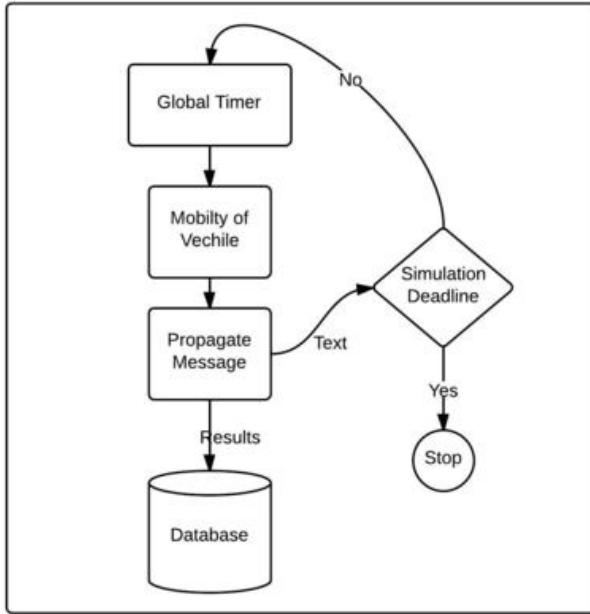 No
Global Timer
Mobilty of
Vechile
Simulation
Deadline
Propagate
Message
Text
Yes
Results
Stop
Database